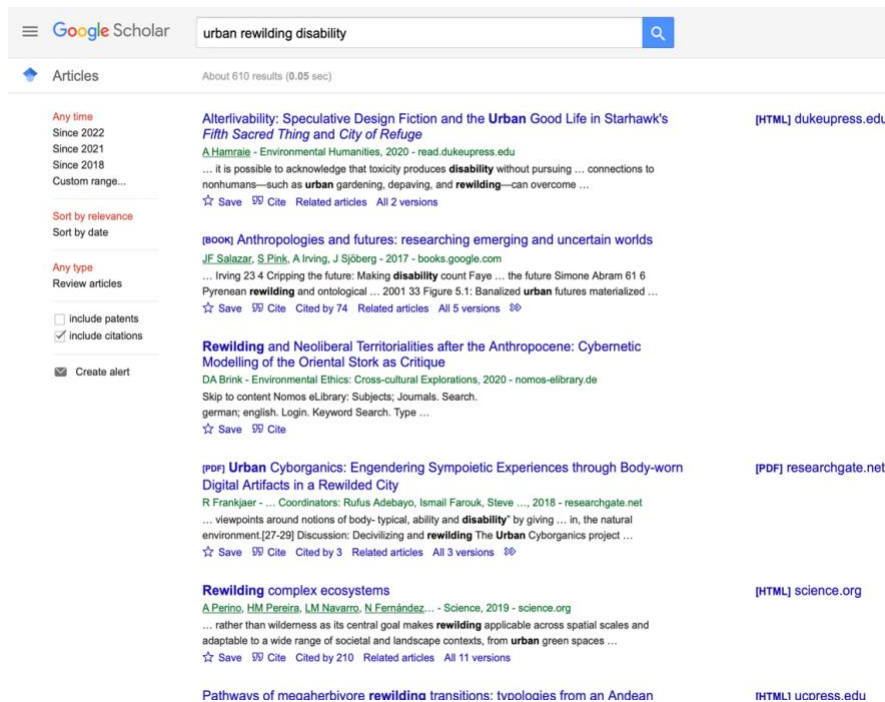 Google Scholar
urban rewilding disability
Articles
About 610 results (0.05 sec)
Any time
Since 2022
Since 2021
Since 2018
Custom range...
Sort by relevance
Sort by date
Any type
Review articles
include patents
include citations
Create alert
Alterlivability: Speculative Design Fiction and the Urban Good Life in Starhawk's
Fifth Sacred Thing and City of Refuge
[HTML] dukeupress.edu
A Hamraie - Environmental Humanities, 2020 - read.dukeupress.edu
... it is possible to acknowledge that toxicity produces disability without pursuing ... connections to
nonhumans—such as urban gardening, depaving, and rewilding—can overcome ...
Save Cite Related articles All 2 versions
[BOOK] Anthropologies and futures: researching emerging and uncertain worlds
JF Salazar, S Pink, A Irving, J Sjöberg - 2017 - books.google.com
... Irving 23 4 Cripping the future: Making disability count Faye ... the future Simone Abram 61 6
Pyrenean rewilding and ontological ... 2001 33 Figure 5.1: Banalized urban futures materialized ...
Save Cite Cited by 74 Related articles All 5 versions
Rewilding and Neoliberal Territorialities after the Anthropocene: Cybernetic
Modelling of the Oriental Stork as Critique
DA Brink - Environmental Ethics: Cross-cultural Explorations, 2020 - nomos-elibrary.de
Skip to content Nomos eLibrary: Subjects; Journals. Search.
german; english. Login. Keyword Search. Type ...
Save Cite
[PDF] Urban Cyborganics: Engendering Sympoietic Experiences through Body-worn
Digital Artifacts in a Rewilded City
[PDF] researchgate.net
R Frankjaer - ... Coordinators: Rufus Adebayo, Ismail Farouk, Steve ..., 2018 - researchgate.net
... viewpoints around notions of body- typical, ability and disability" by giving ... in, the natural
environment.[27-29] Discussion: Decivilizing and rewilding The Urban Cyborganics project ...
Save Cite Cited by 3 Related articles All 3 versions
Rewilding complex ecosystems
[HTML] science.org
A Perino, HM Pereira, LM Navarro, N Fernández... - Science, 2019 - science.org
... rather than wilderness as its central goal makes rewilding applicable across spatial scales and
adaptable to a wide range of societal and landscape contexts, from urban green spaces ...
Save Cite Cited by 210 Related articles All 11 versions
Pathways of megaherbivore rewilding transitions: typologies from an Andean
[HTML] ucpress.edu